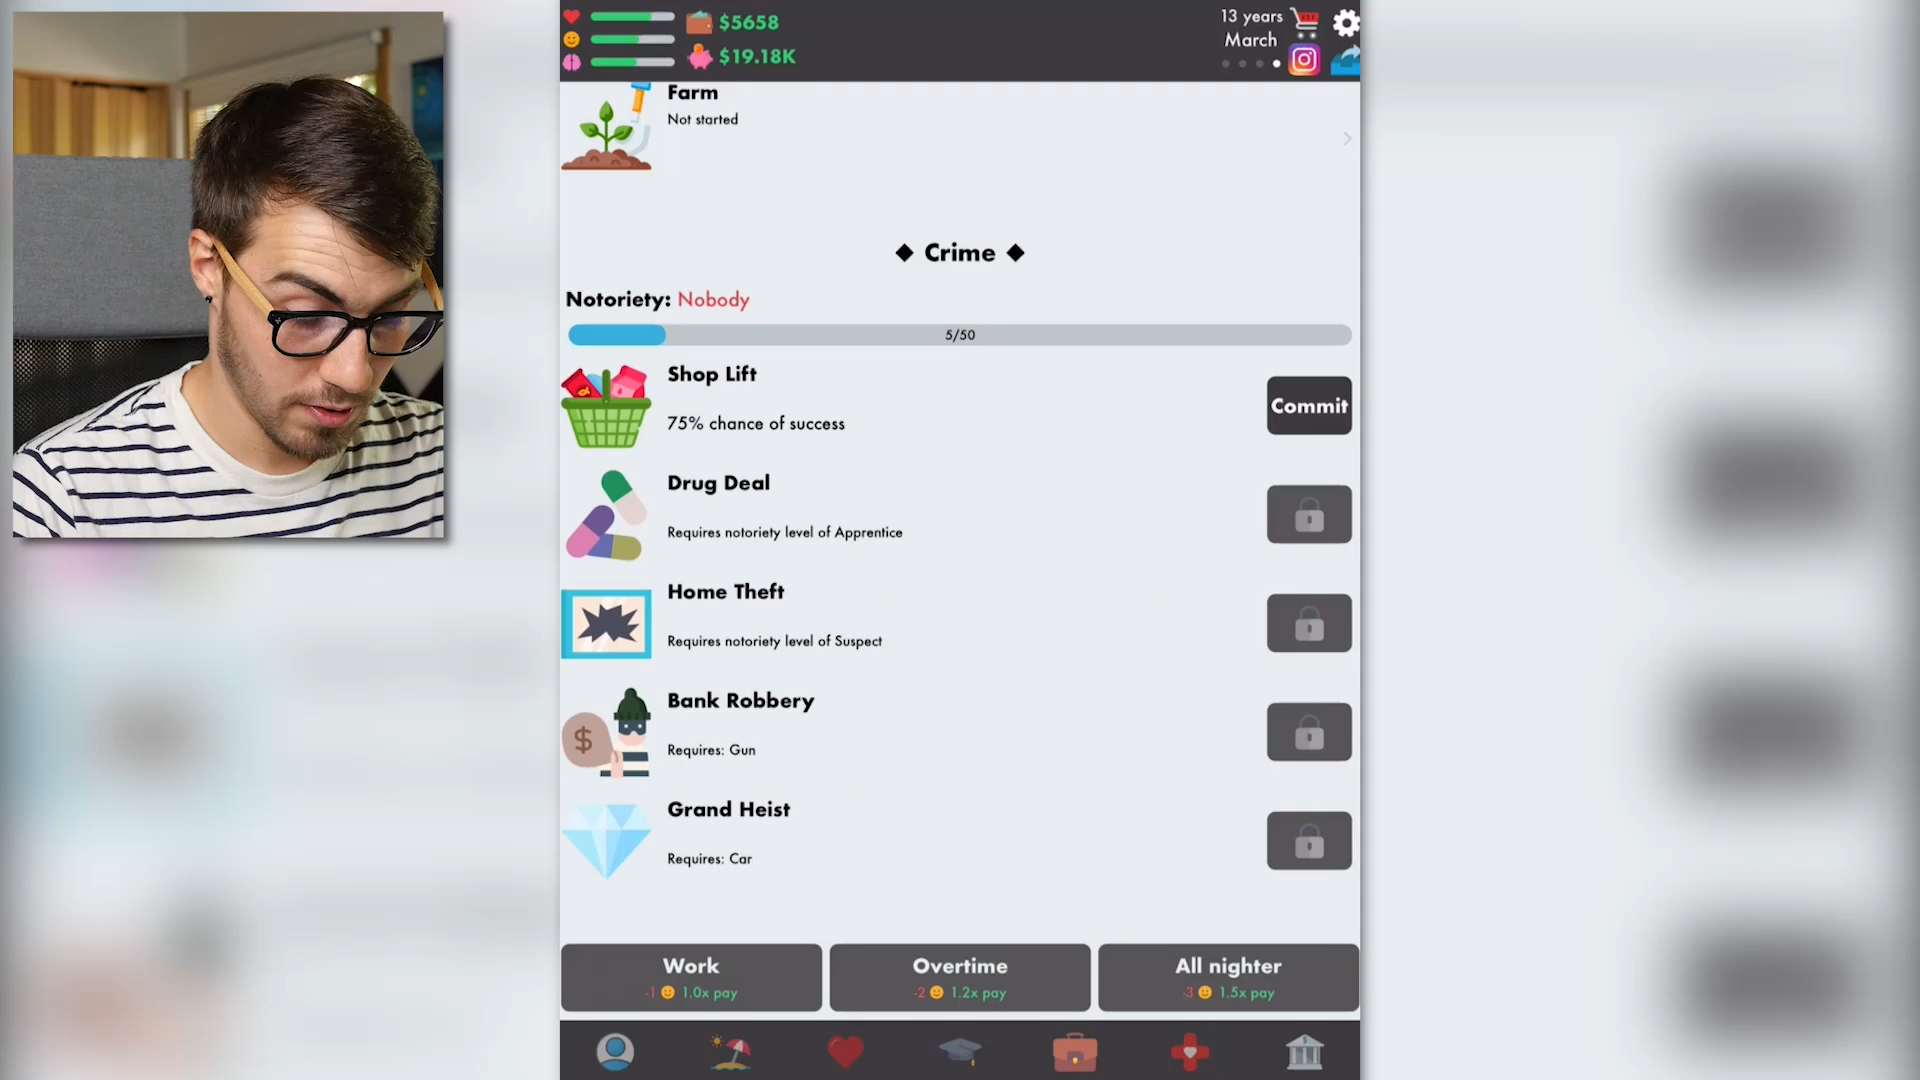 $5658
$19.18K
13 years
March
Farm
Not started
Crime
Notoriety: Nobody
5/50
Shop Lift
75% chance of success
Commit
Drug Deal
Requires notoriety level of Apprentice
Home Theft
Requires notoriety level of Suspect
Bank Robbery
Requires: Gun
Grand Heist
Requires: Car
Work
-1 1.0x pay
Overtime
-2 1.2x pay
All nighter
-3 1.5x pay